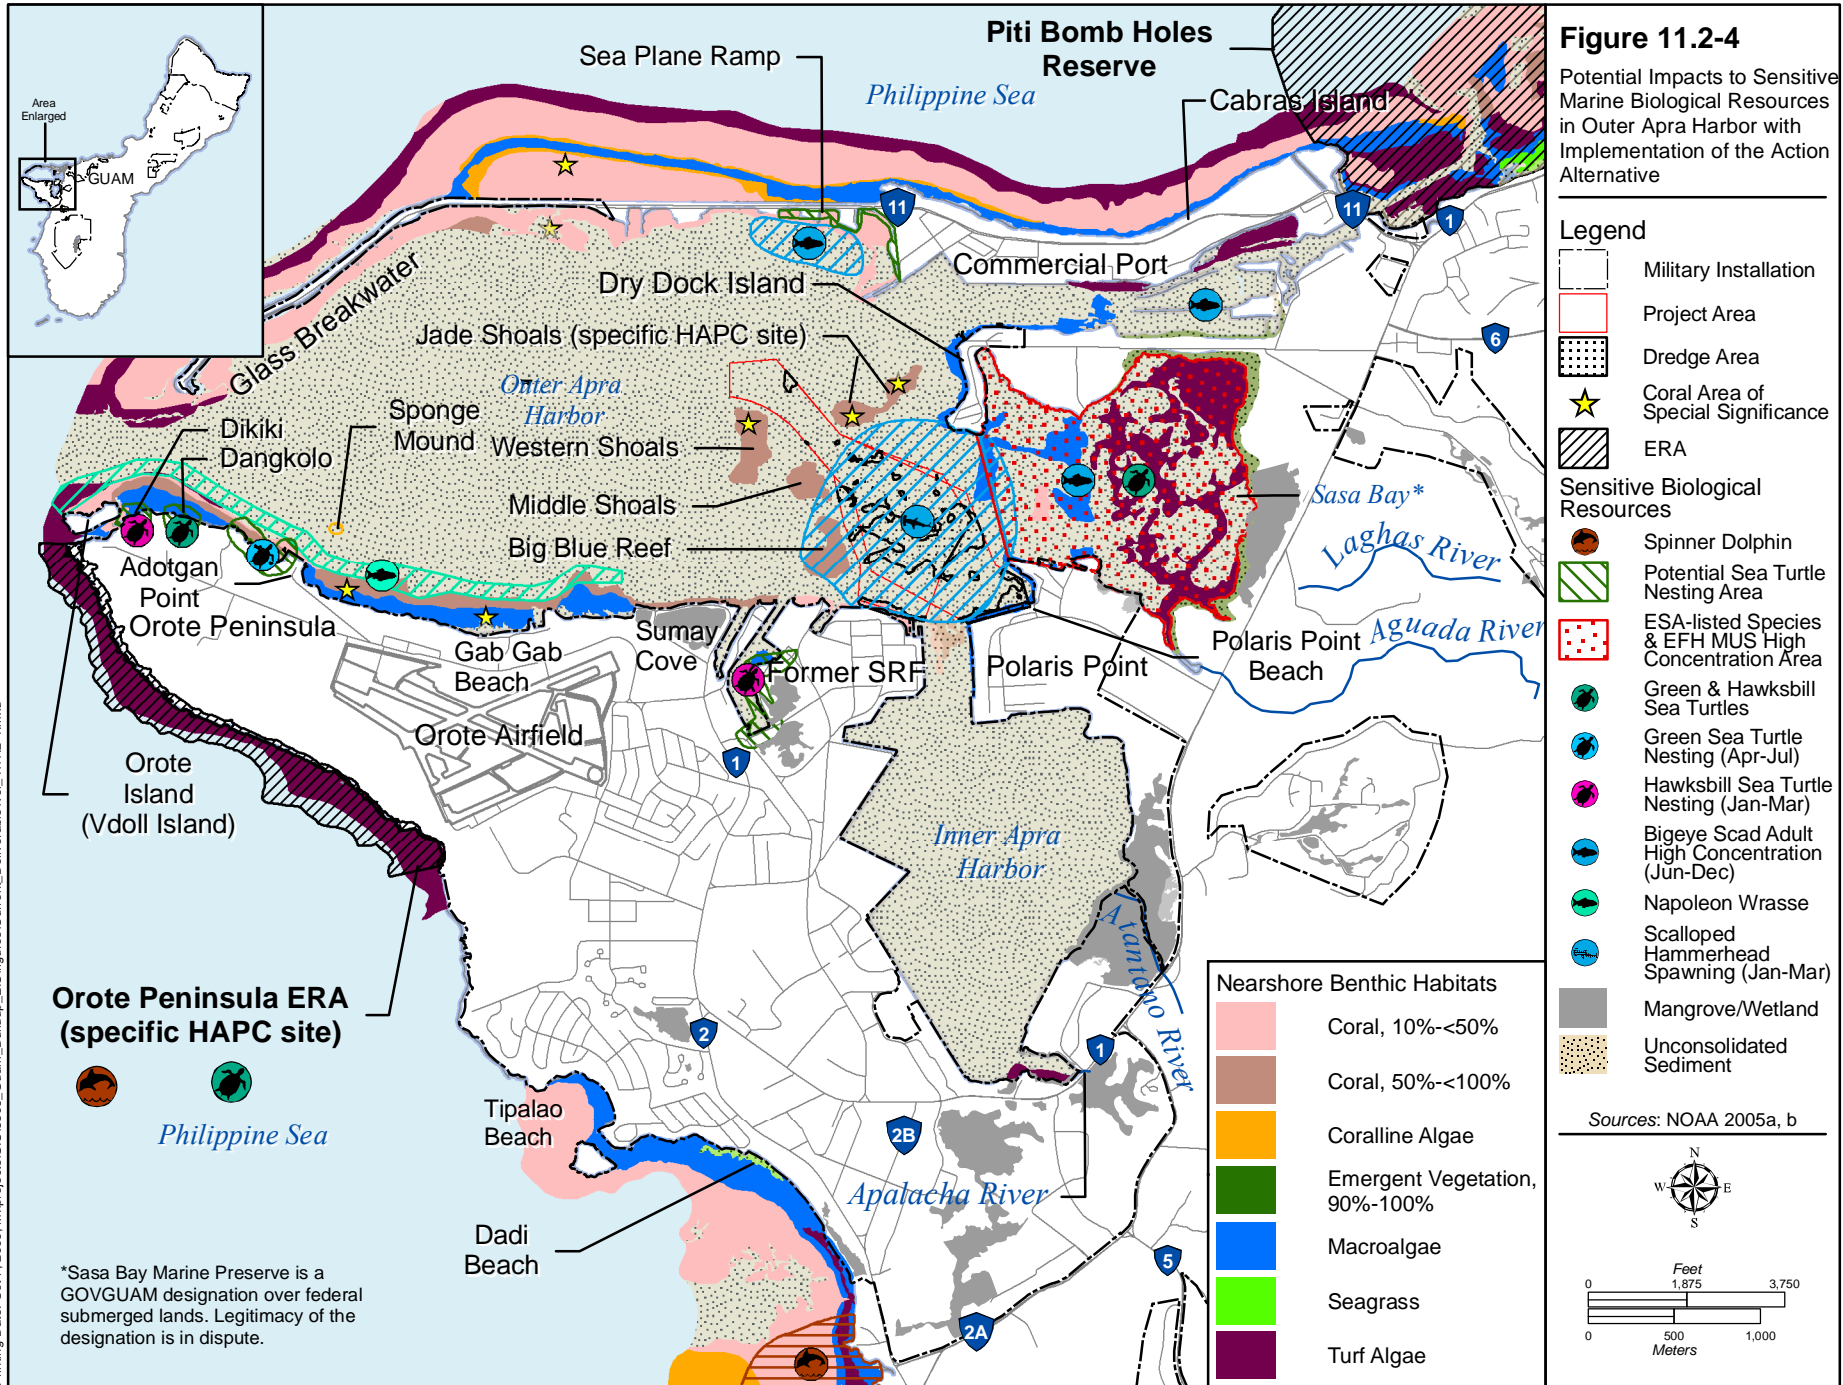 Area
Enlarged
GUAM
Sea Plane Ramp
Piti Bomb Holes
Reserve
Philippine Sea
Cabras Island
11
11
1
Commercial Port
Dry Dock Island
Glass Breakwater
Jade Shoals (specific HAPC site)
6
Outer Apra
Harbor
Sponge
Mound
Dikiki
Dangkolo
Western Shoals
Middle Shoals
Big Blue Reef
Sasa Bay*
Laghas River
Adotgan
Point
Orote Peninsula
Gab Gab
Beach
Sumay
Cove
Former SRF
Polaris Point
Polaris Point
Beach
Aguada River
Orote Airfield
1
Orote
Island
(Vdoll Island)
Inner Apra
Harbor
Atantano River
Orote Peninsula ERA
(specific HAPC site)
Philippine Sea
2
1
Tipalao
Beach
2B
Apalacha River
Dadi
Beach
5
2A
*Sasa Bay Marine Preserve is a
GOVGUAM designation over federal
submerged lands. Legitimacy of the
designation is in dispute.
Nearshore Benthic Habitats
Coral, 10%-<50%
Coral, 50%-<100%
Coralline Algae
Emergent Vegetation,
90%-100%
Macroalgae
Seagrass
Turf Algae
Figure 11.2-4
Potential Impacts to Sensitive
Marine Biological Resources
in Outer Apra Harbor with
Implementation of the Action
Alternative
Legend
Military Installation
Project Area
Dredge Area
Coral Area of
Special Significance
ERA
Sensitive Biological
Resources
Spinner Dolphin
Potential Sea Turtle
Nesting Area
ESA-listed Species
& EFH MUS High
Concentration Area
Green & Hawksbill
Sea Turtles
Green Sea Turtle
Nesting (Apr-Jul)
Hawksbill Sea Turtle
Nesting (Jan-Mar)
Bigeye Scad Adult
High Concentration
(Jun-Dec)
Napoleon Wrasse
Scalloped
Hammerhead
Spawning (Jan-Mar)
Mangrove/Wetland
Unconsolidated
Sediment
Sources: NOAA 2005a, b
N
W E
S
Feet
0 1,875 3,750
0 500 1,000
Meters